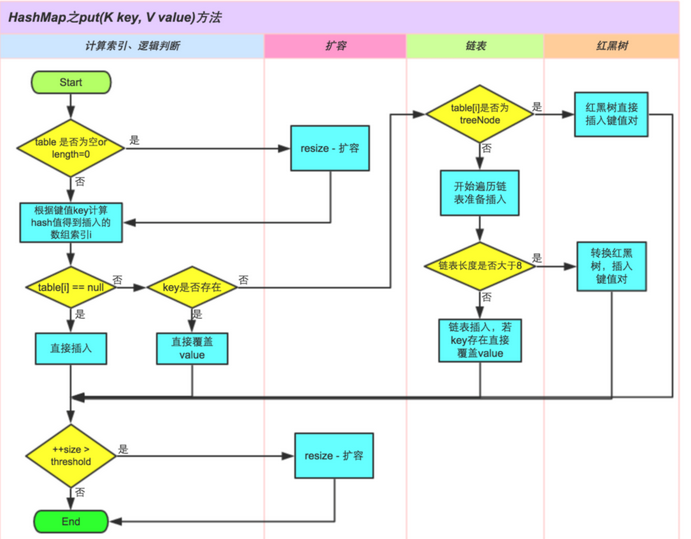 HashMap之put(K key, V value)方法
计算索引、逻辑判断
扩容
链表
红黑树
Start
table 是否为空or
length=0
是
否
resize - 扩容
根据键值key计算
hash值得到插入的
数组索引i
table[i] == null
否
是
key是否存在
否
是
直接插入
直接覆盖
value
table[i]是否为
treeNode
是
否
红黑树直接
插入键值对
开始遍历链
表准备插入
链表长度是否大于8
是
否
转换红黑
树，插入
键值对
链表插入，若
key存在直接
覆盖value
++size >
threshold
是
否
resize - 扩容
End